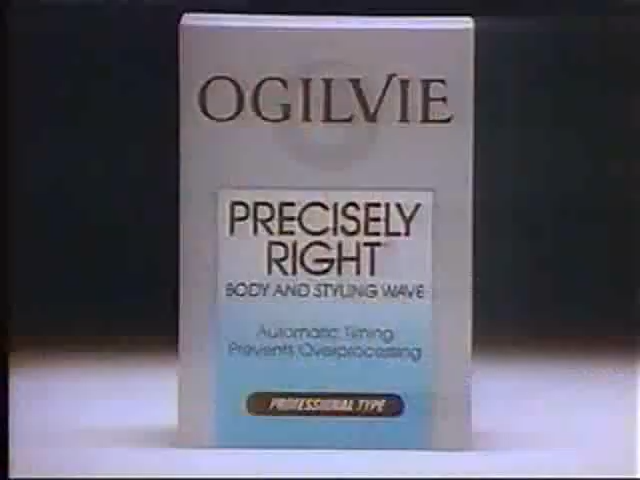 OGILVIE
PRECISELY
RIGHT
BODY AND STYLING WAVE
Automatic Timing
Prevents Overprocessing
PROFESSIONAL TYPE